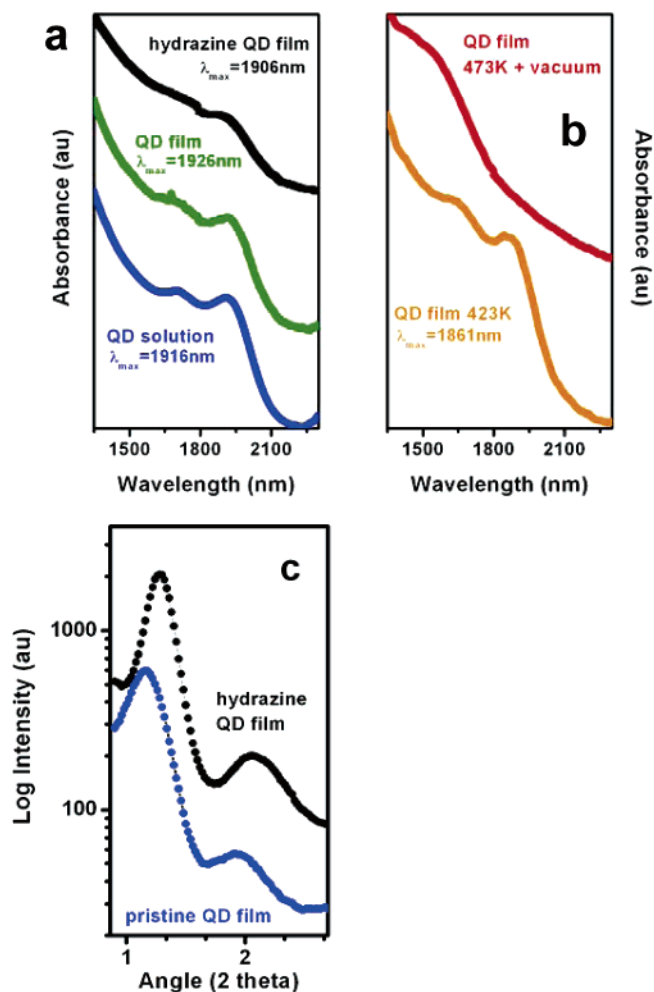 a
hydrazine QD film
λmax=1906nm
QD film
λmax=1926nm
QD solution
λmax=1916nm
Absorbance (au)
1500 1800 2100
Wavelength (nm)
QD film
473K + vacuum
b
QD film 423K
λmax=1861nm
Absorbance (au)
1500 1800 2100
Wavelength (nm)
c
1000
100
hydrazine
QD film
pristine QD film
Log Intensity (au)
1 2
Angle (2 theta)